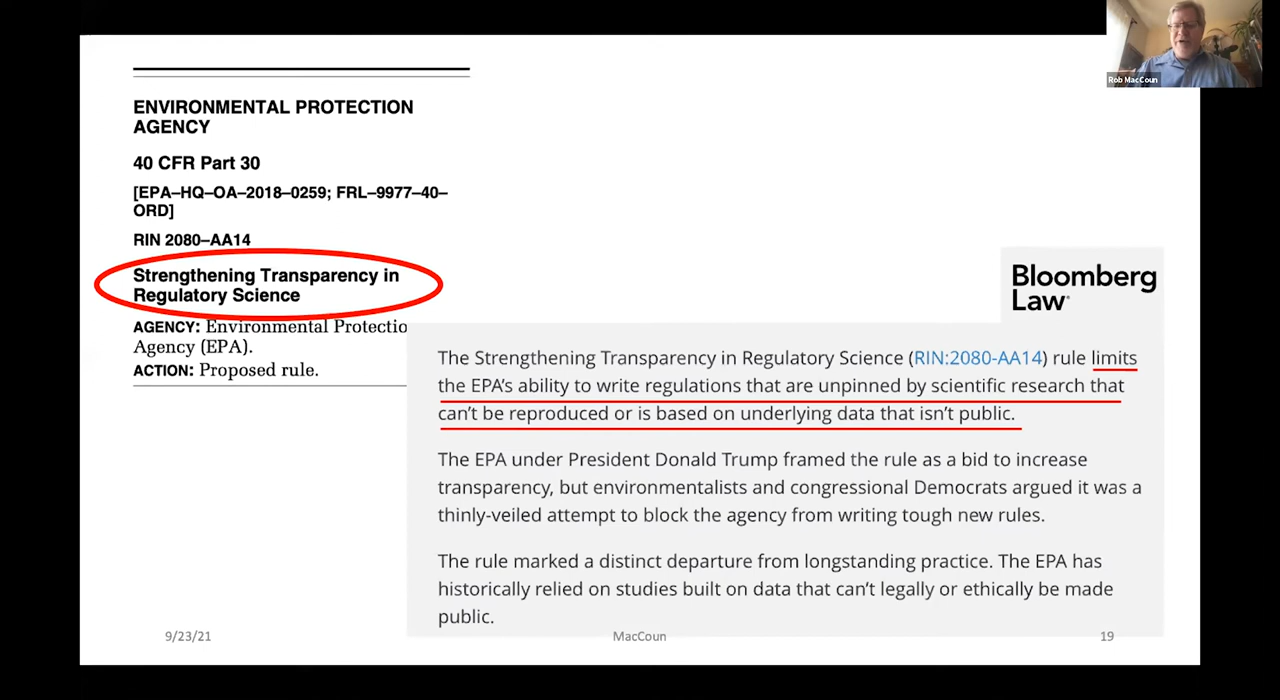 Rob MacCoun
ENVIRONMENTAL PROTECTION
AGENCY
40 CFR Part 30
[EPA–HQ–OA–2018–0259; FRL–9977–40–
ORD]
RIN 2080–AA14
Strengthening Transparency in
Regulatory Science
AGENCY: Environmental Protectio
Agency (EPA).
ACTION: Proposed rule.
Bloomberg
Law
The Strengthening Transparency in Regulatory Science (RIN:2080-AA14) rule limits
the EPA’s ability to write regulations that are unpinned by scientific research that
can’t be reproduced or is based on underlying data that isn’t public.
The EPA under President Donald Trump framed the rule as a bid to increase
transparency, but environmentalists and congressional Democrats argued it was a
thinly-veiled attempt to block the agency from writing tough new rules.
The rule marked a distinct departure from longstanding practice. The EPA has
historically relied on studies built on data that can’t legally or ethically be made
public.
9/23/21
MacCoun
19